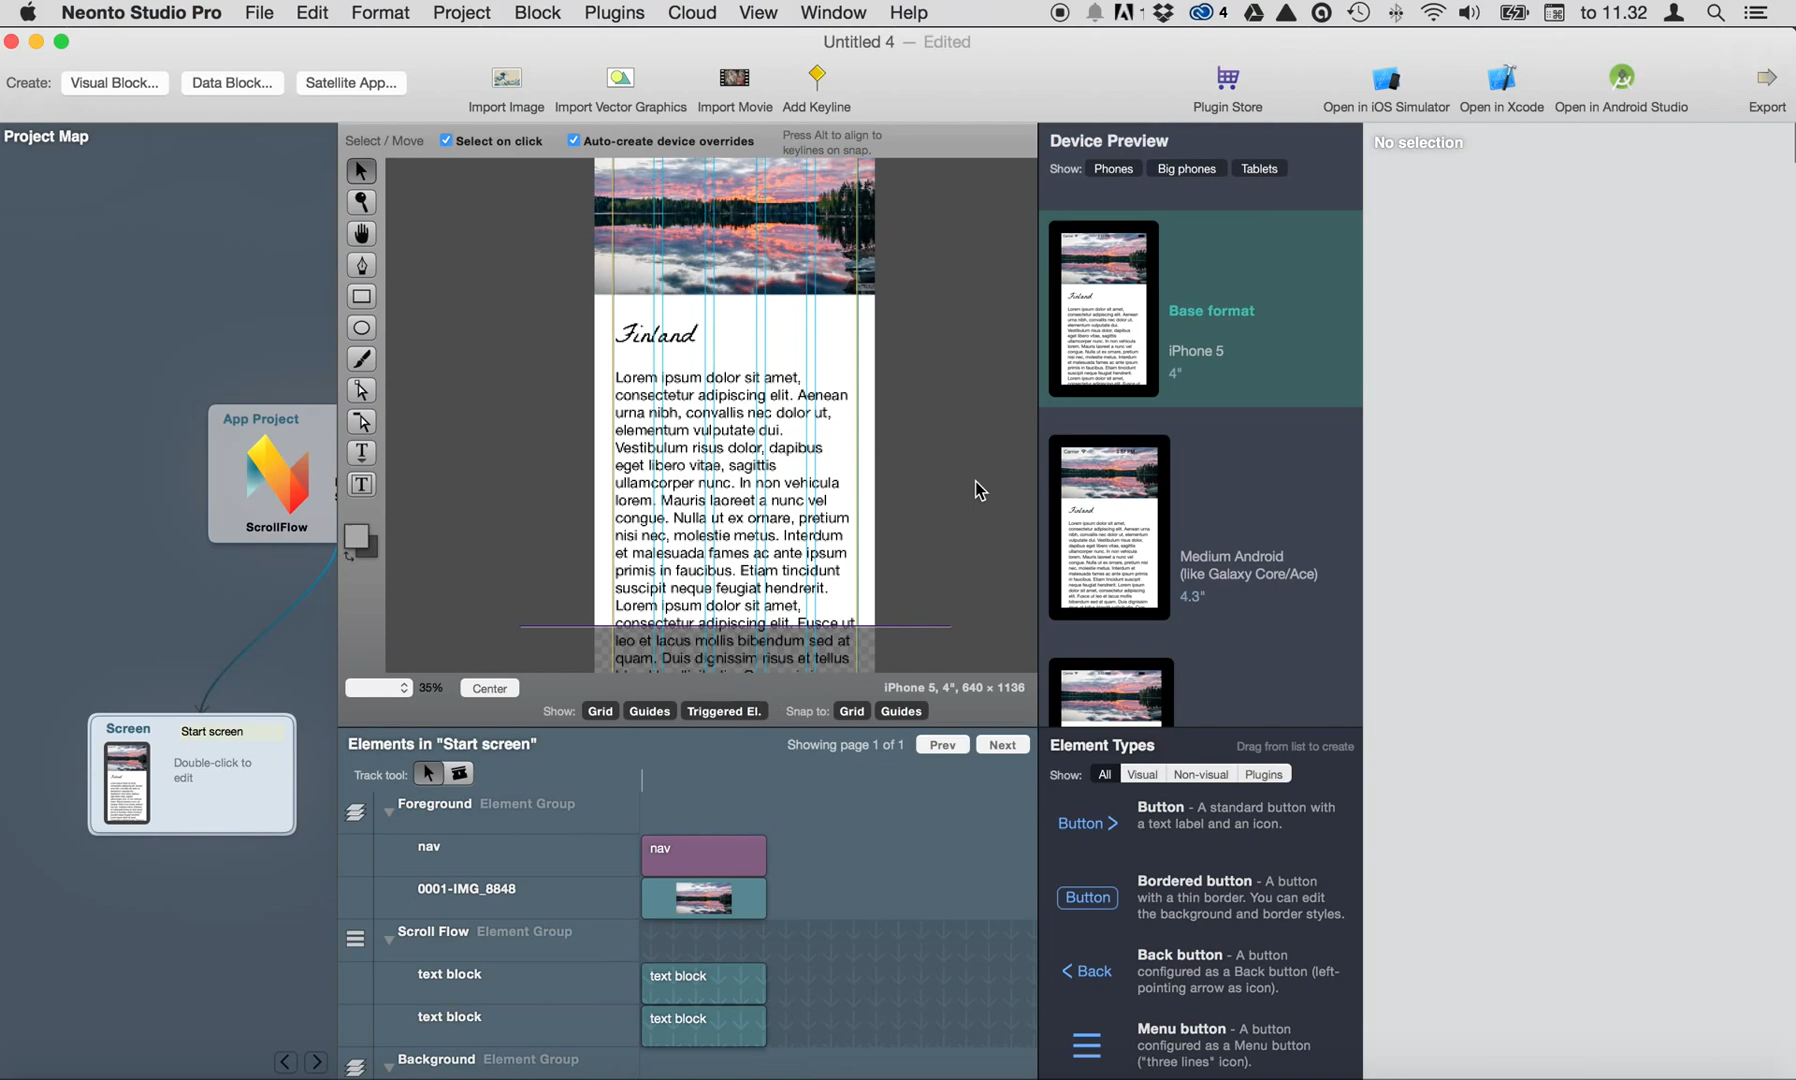 Neonto Studio Pro File Edit Format Project Block Plugins Cloud View Window Help 4 to 11.32
Untitled 4 — Edited
Create: Visual Block... Data Block... Satellite App...
Import Image Import Vector Graphics Import Movie Add Keyline Plugin Store Open in iOS Simulator Open in Xcode Open in Android Studio Export
Project Map
App Project
ScrollFlow
Screen Start screen
Double-click to
edit
Select / Move Select on click Auto-create device overrides
Press Alt to align to
keylines on snap.
Finland
Lorem ipsum dolor sit amet,
consectetur adipiscing elit. Aenean
urna nibh, convallis nec dolor ut,
elementum vulputate dui.
Vestibulum risus dolor, dapibus
eget libero vitae, sagittis
ullamcorper nunc. In non vehicula
lorem. Mauris laoreet a nunc vel
congue. Nulla ut ex ornare, pretium
nisi nec, molestie metus. Interdum
et malesuada fames ac ante ipsum
primis in faucibus. Etiam tincidunt
suscipit neque feugiat hendrerit.
Lorem ipsum dolor sit amet,
consectetur adipiscing elit. Fusce ut
leo et lacus mollis bibendum sed at
quam. Duis dignissim risus et tellus
35% Center iPhone 5, 4", 640 × 1136
Show: Grid Guides Triggered El. Snap to: Grid Guides
Elements in "Start screen" Showing page 1 of 1 Prev Next
Track tool:
Foreground Element Group
nav nav
0001-IMG_8848
Scroll Flow Element Group
text block text block
text block text block
Background Element Group
Device Preview
Show: Phones Big phones Tablets
Base format
iPhone 5
4"
Medium Android
(like Galaxy Core/Ace)
4.3"
Element Types Drag from list to create
Show: All Visual Non-visual Plugins
Button > Button - A standard button with
a text label and an icon.
Button Bordered button - A button
with a thin border. You can edit
the background and border styles.
< Back Back button - A button
configured as a Back button (left-
pointing arrow as icon).
Menu button - A button
configured as a Menu button
("three lines" icon).
No selection